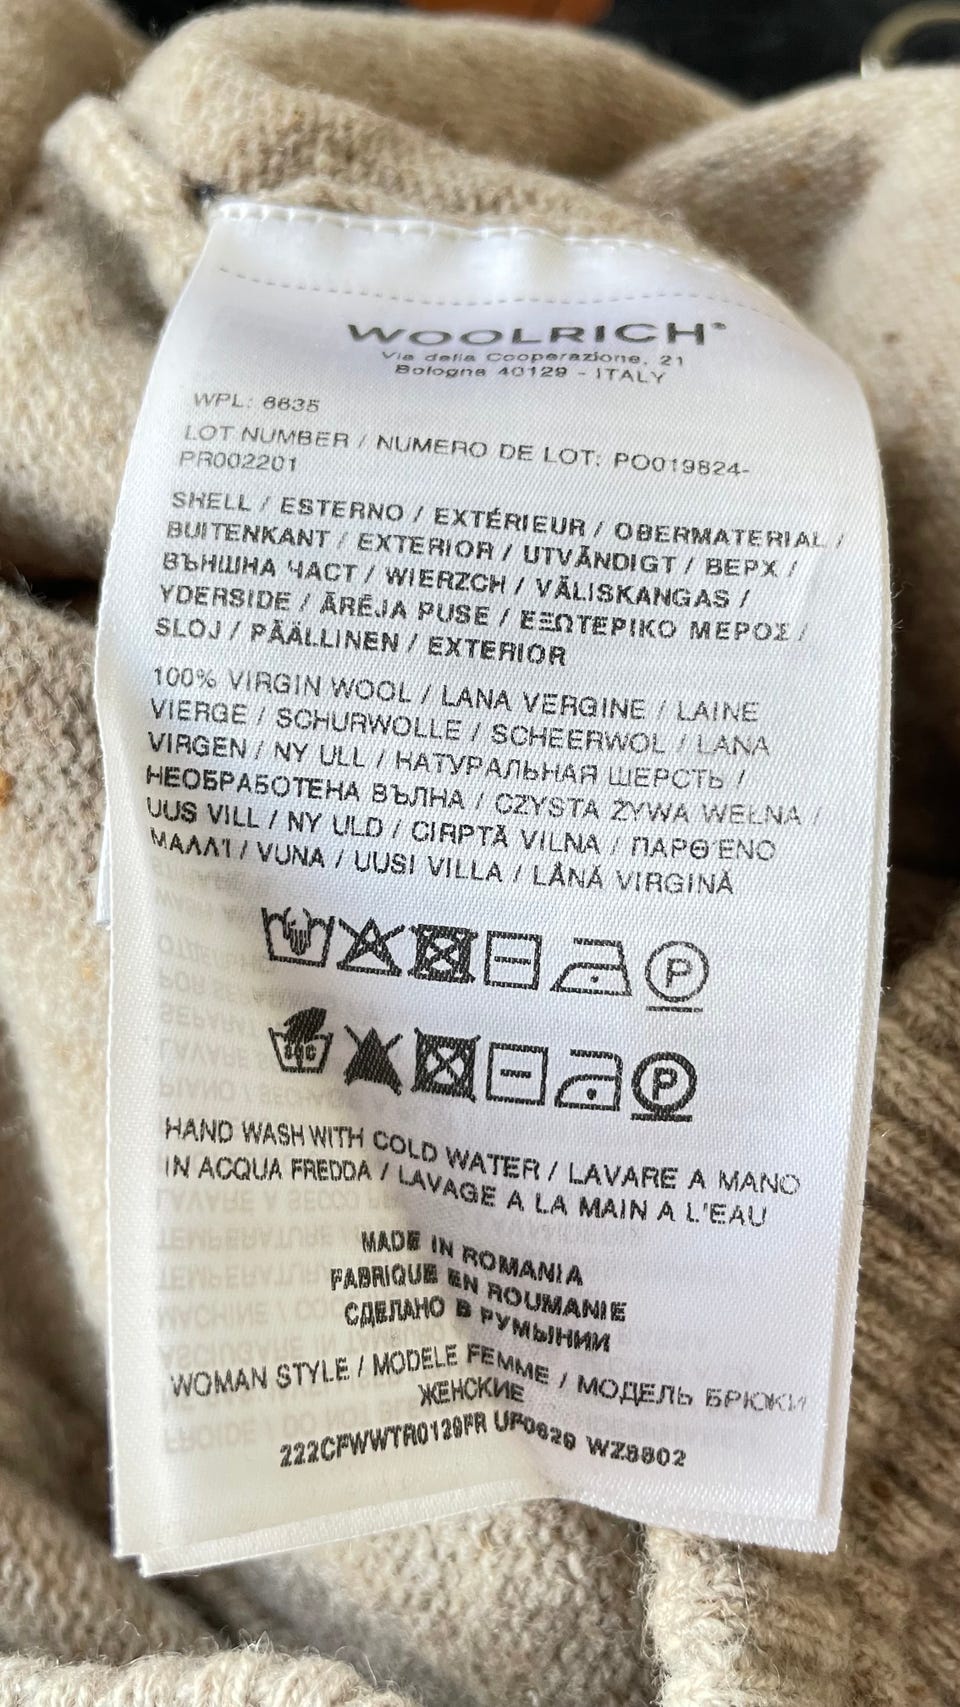 WOOLRICH®
Via della Cooperazione, 21
Bologna 40129 - ITALY
WPL: 6635
LOT NUMBER / NUMERO DE LOT: PO019824-
PR002201
SHELL / ESTERNO / EXTÉRIEUR / OBERMATERIAL /
BUITENKANT / EXTERIOR / UTVÄNDIGT / ВЕРХ /
ВЪНШНА ЧАСТ / WIERZCH / VÄLISKANGAS /
YDERSIDE / ĀRĒJA PUSE / ΕΞΩΤΕΡΙΚΟ ΜΕΡΟΣ /
SLOJ / PÄÄLLINEN / EXTERIOR
100% VIRGIN WOOL / LANA VERGINE / LAINE
VIERGE / SCHURWOLLE / SCHEERWOL / LANA
VIRGEN / NY ULL / НАТУРАЛЬНАЯ ШЕРСТЬ /
НЕОБРАБОТЕНА ВЪЛНА / CZYSTA ŻYWA WEŁNA /
UUS VILL / NY ULD / CIRPTĀ VILNA / ΠΑΡΘΈΝΟ
ΜΑΛΛΊ / VUNA / UUSI VILLA / LÂNĂ VIRGINĂ
P
P
HAND WASH WITH COLD WATER / LAVARE A MANO
IN ACQUA FREDDA / LAVAGE A LA MAIN A L'EAU
MADE IN ROMANIA
FABRIQUE EN ROUMANIE
СДЕЛАНО В РУМЫНИИ
WOMAN STYLE / MODELE FEMME / МОДЕЛЬ БРЮКИ
ЖЕНСКИЕ
222CFWWTR0129FR UF0629 WZ8802